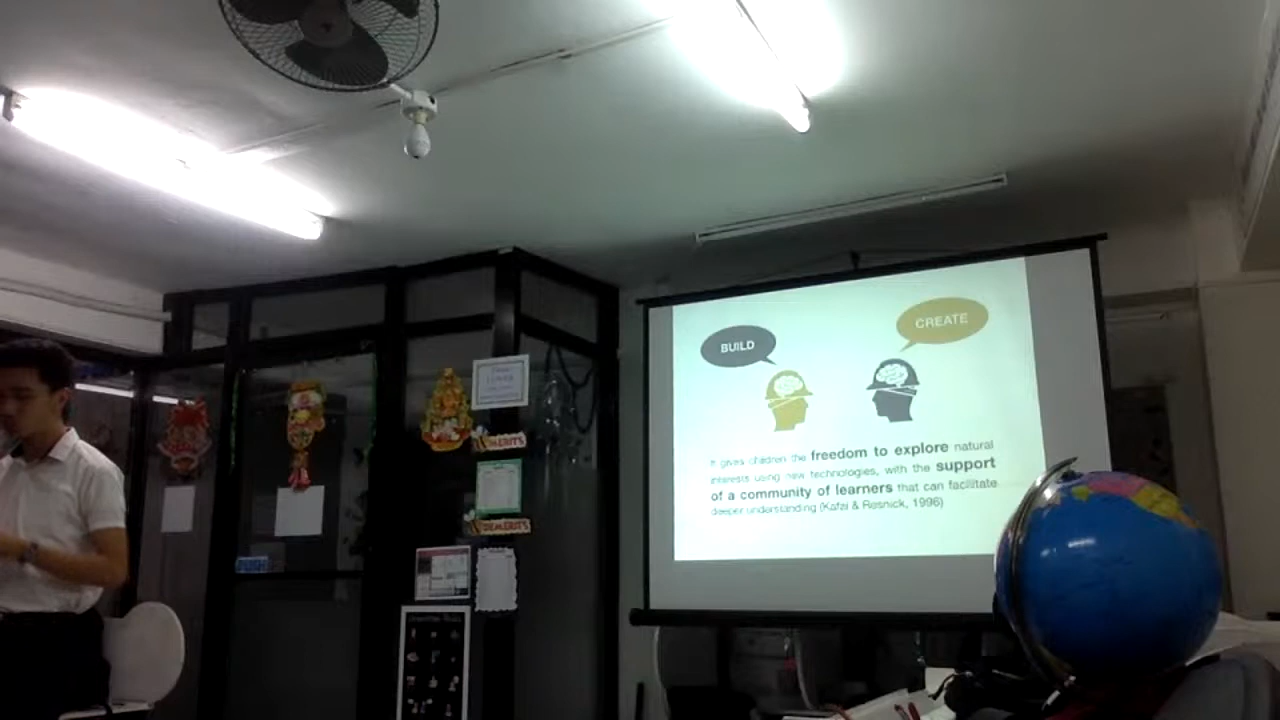 BUILD
CREATE
It gives children the freedom to explore natural
interests using new technologies, with the support
of a community of learners that can facilitate
deeper understanding (Kafai & Resnick, 1996)
MERITS
DEMERITS
PUSH